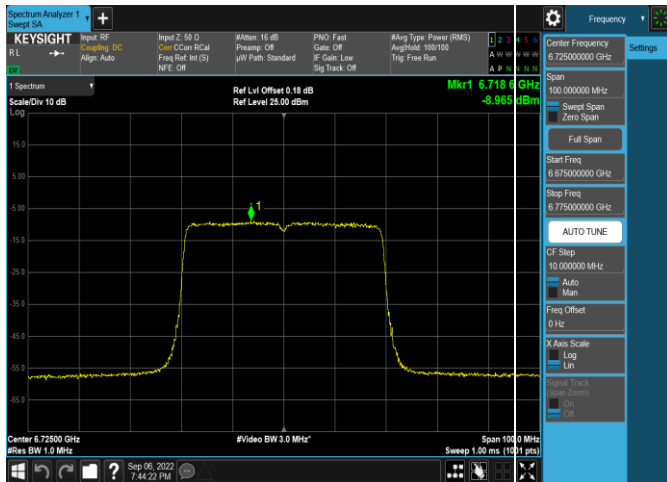 Spectrum Analyzer 1
Swept SA
+
Frequency
KEYSIGHT
RL
Input: RF
Coupling: DC
Align: Auto
Input Z: 50 Ω
Corr CCorr RCal
Freq Ref: Int (S)
NFE: Off
#Atten: 16 dB
Preamp: Off
µW Path: Standard
PNO: Fast
Gate: Off
IF Gain: Low
Sig Track: Off
#Avg Type: Power (RMS)
Avg|Hold: 100/100
Trig: Free Run
1 2 3 4 5 6
A W W W W W
A P N N N N
LXI
1 Spectrum
Scale/Div 10 dB
Log
Ref Lvl Offset 0.18 dB
Ref Level 25.00 dBm
Mkr1 6.718 6 GHz
-8.965 dBm
15.0
5.00
-5.00
-15.0
-25.0
-35.0
-45.0
-55.0
-65.0
1
Center 6.72500 GHz
#Res BW 1.0 MHz
#Video BW 3.0 MHz*
Span 100.0 MHz
Sweep 1.00 ms (1001 pts)
Sep 06, 2022
7:44:22 PM
Center Frequency
6.725000000 GHz
Settings
Span
100.000000 MHz
Swept Span
Zero Span
Full Span
Start Freq
6.675000000 GHz
Stop Freq
6.775000000 GHz
AUTO TUNE
CF Step
10.000000 MHz
Auto
Man
Freq Offset
0 Hz
X Axis Scale
Log
Lin
Signal Track
(Span Zoom)
On
Off